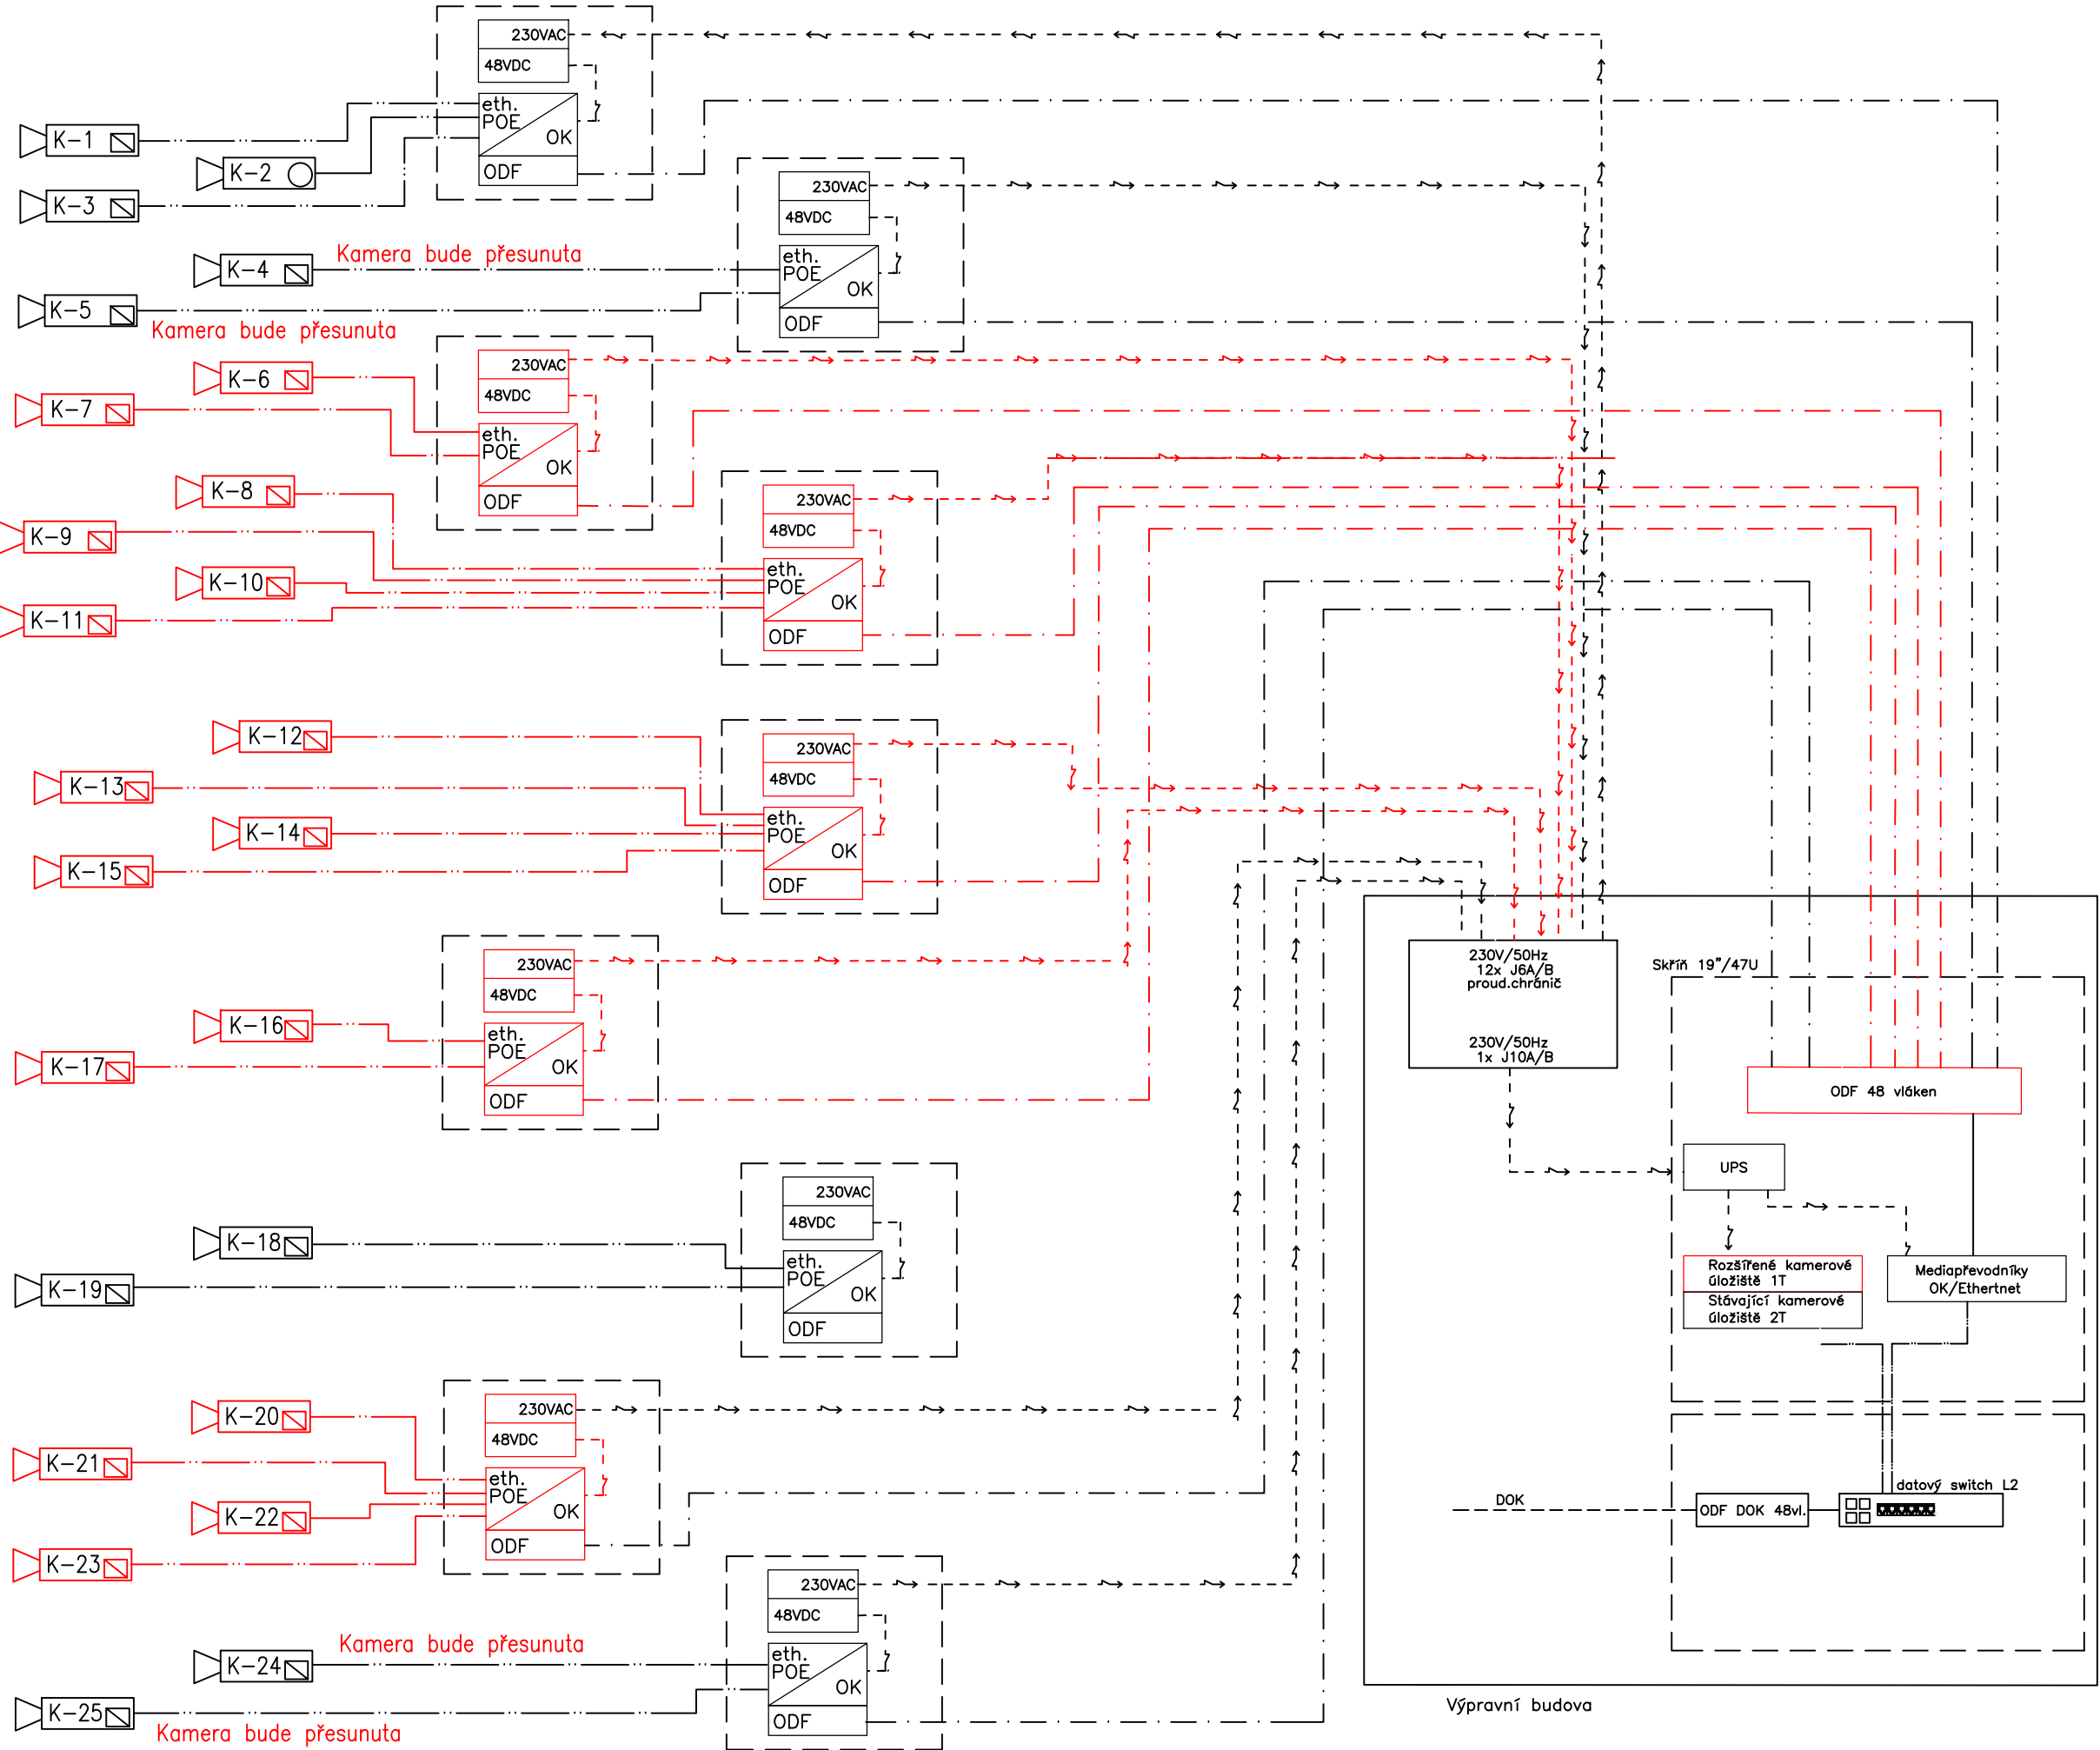 230VAC
48VDC
eth.
POE
OK
ODF
K-1
K-2
K-3
230VAC
48VDC
eth.
POE
OK
ODF
Kamera bude přesunuta
K-4
K-5
Kamera bude přesunuta
230VAC
48VDC
eth.
POE
OK
ODF
K-6
K-7
230VAC
48VDC
eth.
POE
OK
ODF
K-8
K-9
K-10
K-11
230VAC
48VDC
eth.
POE
OK
ODF
K-12
K-13
K-14
K-15
230VAC
48VDC
eth.
POE
OK
ODF
K-16
K-17
230VAC
48VDC
eth.
POE
OK
ODF
K-18
K-19
230VAC
48VDC
eth.
POE
OK
ODF
K-20
K-21
K-22
K-23
230VAC
48VDC
eth.
POE
OK
ODF
Kamera bude přesunuta
K-24
K-25
Kamera bude přesunuta
230V/50Hz
12x J6A/B
proud.chránič
230V/50Hz
1x J10A/B
Skříň 19"/47U
ODF 48 vláken
UPS
Rozšířené kamerové
úložiště 1T
Stávající kamerové
úložiště 2T
Mediapřevodníky
OK/Ethertnet
datový switch L2
DOK
ODF DOK 48vl.
Výpravní budova